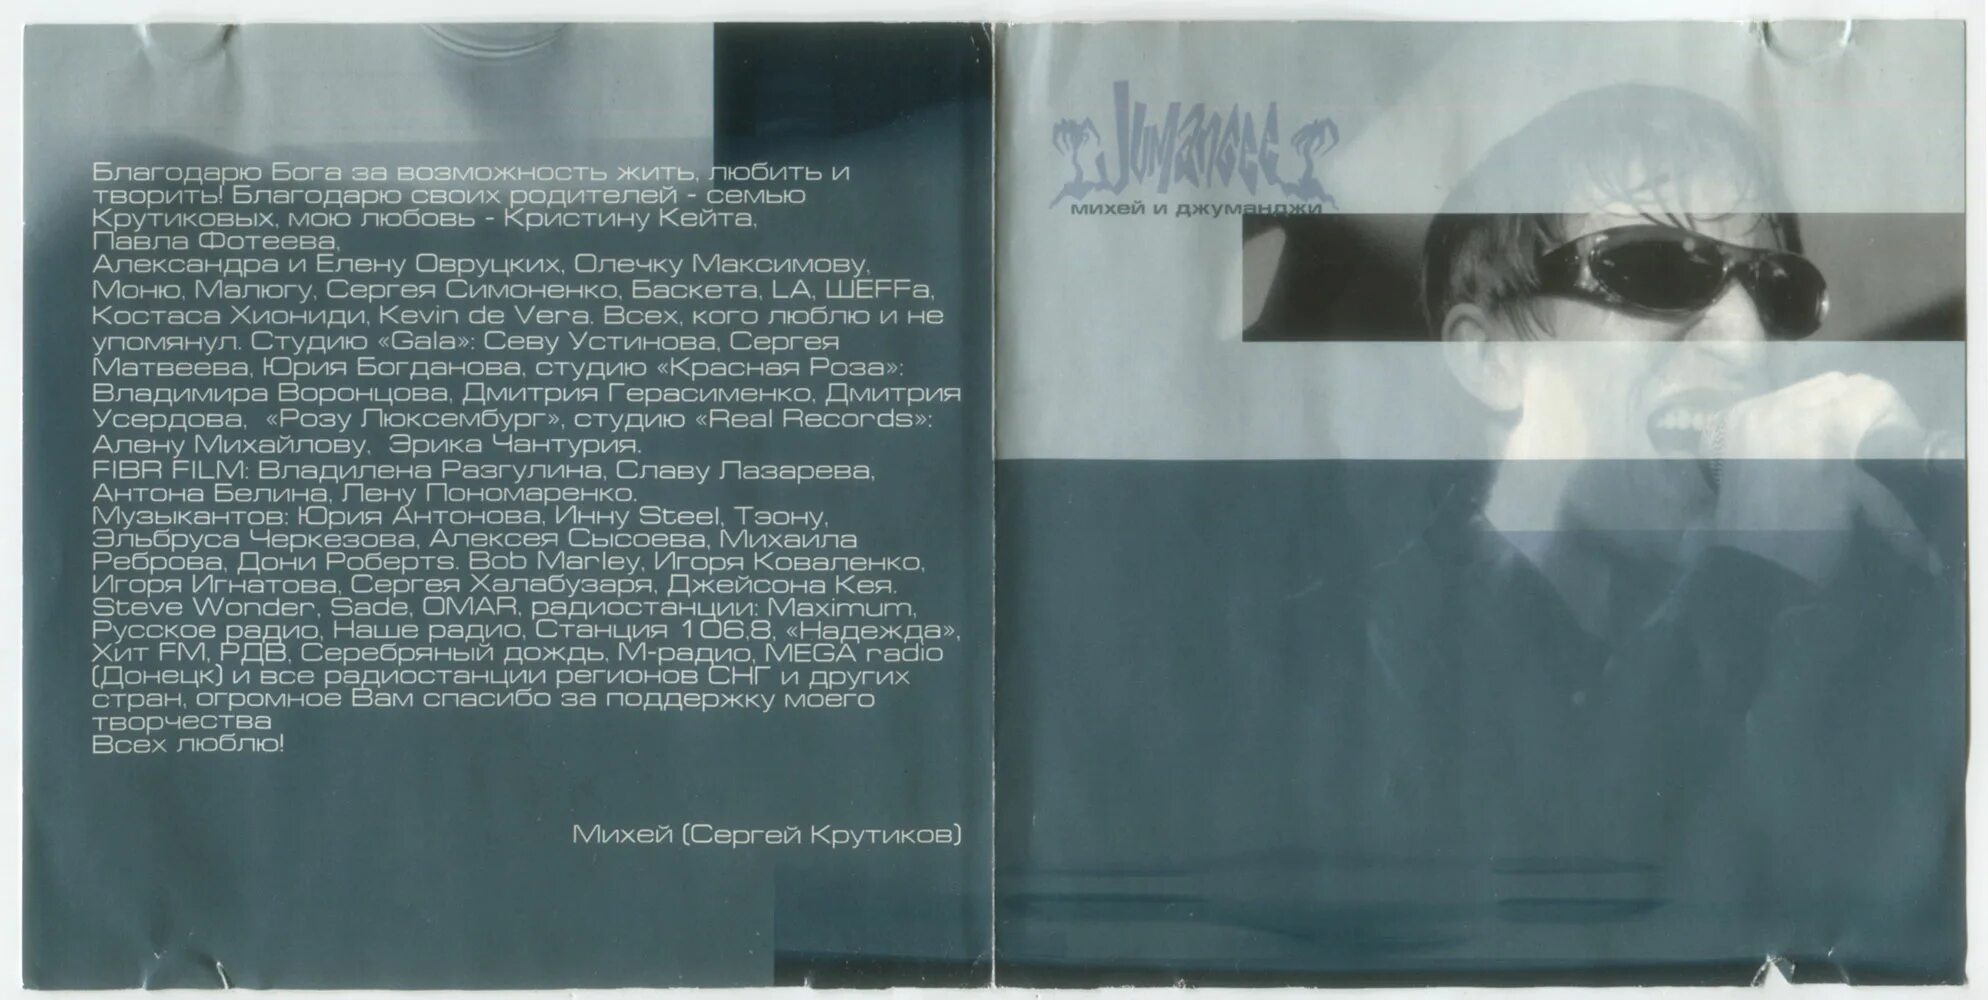 Благодарю Бога за возможность жить, любить и
творить! Благодарю своих родителей - семью
Крутиковых, мою любовь - Кристину Кейта,
Павла Фотеева,
Александра и Елену Овруцких, Олечку Максимову,
Моню, Малюгу, Сергея Симоненко, Баскета, LA, ШЕFFа,
Костаса Хиониди, Kevin de Vera. Всех, кого люблю и не
упомянул. Студию «Gala»: Севу Устинова, Сергея
Матвеева, Юрия Богданова, студию «Красная Роза»:
Владимира Воронцова, Дмитрия Герасименко, Дмитрия
Усердова, «Розу Люксембург», студию «Real Records»:
Алену Михайлову, Эрика Чантурия.
FIBR FILM: Владилена Разгулина, Славу Лазарева,
Антона Белина, Лену Пономаренко.
Музыкантов: Юрия Антонова, Инну Steel, Тэону,
Эльбруса Черкезова, Алексея Сысоева, Михаила
Реброва, Дони Робертs. Bob Marley, Игоря Коваленко,
Игоря Игнатова, Сергея Халабузаря, Джейсона Кея.
Steve Wonder, Sade, OMAR, радиостанции: Maximum,
Русское радио, Наше радио, Станция 106,8, «Надежда»,
Хит FM, РДВ, Серебряный дождь, М-радио, MEGA radio
(Донецк) и все радиостанции регионов СНГ и других
стран, огромное Вам спасибо за поддержку моего
творчества
Всех люблю!
Михей (Сергей Крутиков)
Jumangee
михей и джуманджи